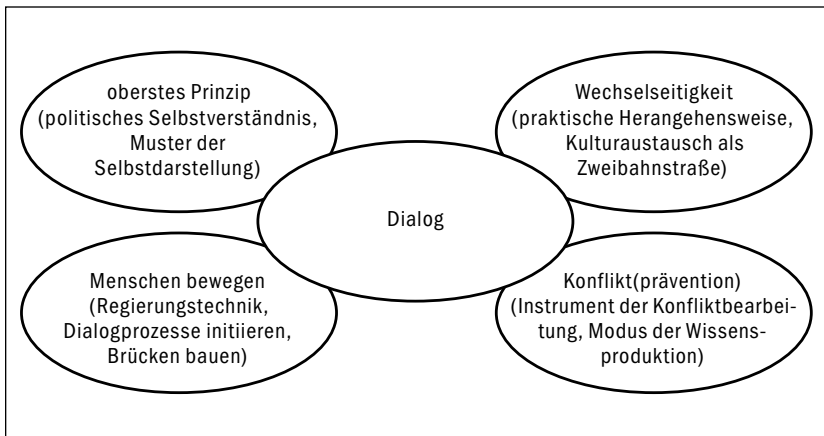 oberstes Prinzip
(politisches Selbstverständnis,
Muster der
Selbstdarstellung)
Wechselseitigkeit
(praktische Herangehensweise,
Kulturaustausch als
Zweibahnstraße)
Dialog
Menschen bewegen
(Regierungstechnik,
Dialogprozesse initiieren,
Brücken bauen)
Konflikt(prävention)
(Instrument der Konfliktbearbei-
tung, Modus der Wissens-
produktion)